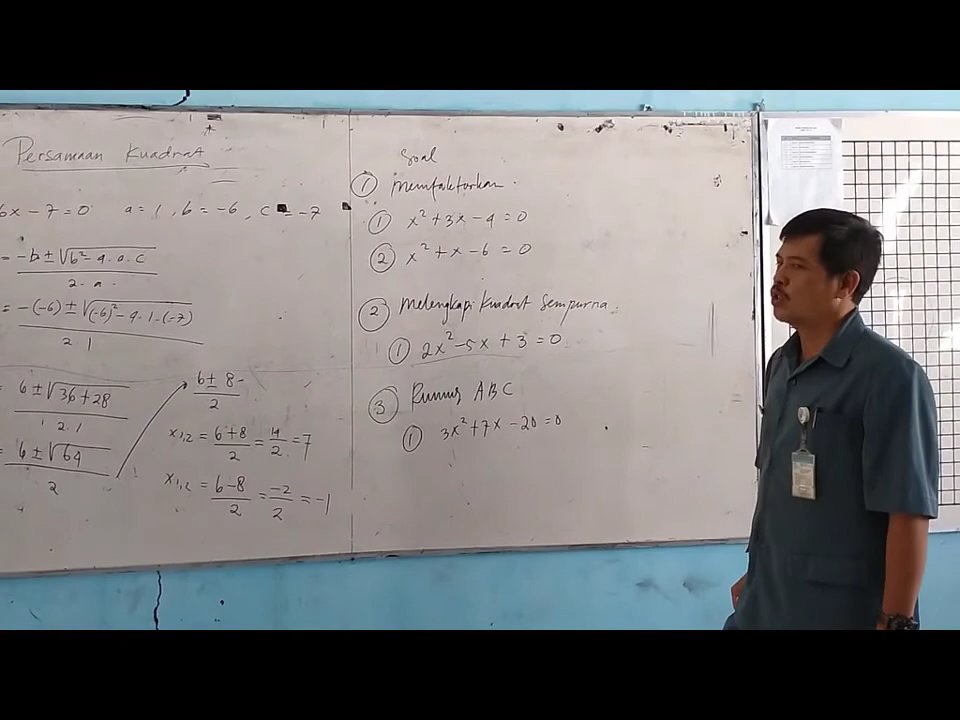 Persamaan Kuadrat
6x - 7 = 0 a = 1, b = -6, c = -7
= -b ± √b² - 4.a.c
2. a.
= -(-6) ± √(-6)² - 4.1-(-7)
2.1
6 ± √36 + 28
2.1
6 ± √64
2
6 ± 8
2
x1,2 = 6+8 / 2 = 14 / 2 = 7
x1,2 = 6-8 / 2 = -2 / 2 = -1
Soal
① Memfaktorkan.
① x² + 3x - 4 = 0
② x² + x - 6 = 0
② Melengkapi Kuadrat Sempurna
① 2x² - 5x + 3 = 0
③ Rumus ABC
① 3x² + 7x - 20 = 0